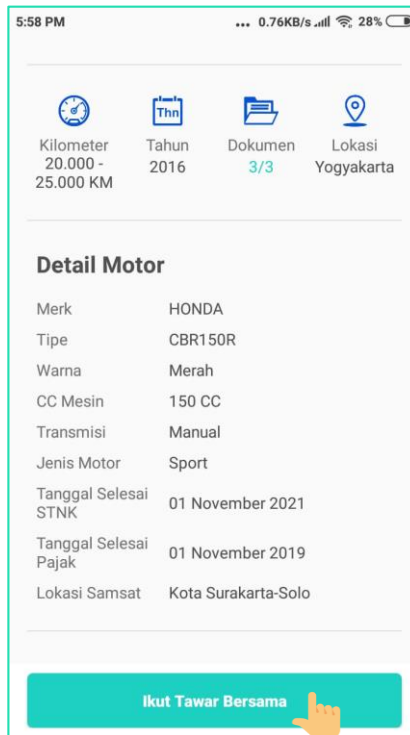 5:58 PM ... 0.76KB/s 28%
Thn
Kilometer Tahun Dokumen Lokasi
20.000 - 2016 3/3 Yogyakarta
25.000 KM
Detail Motor
Merk HONDA
Tipe CBR150R
Warna Merah
CC Mesin 150 CC
Transmisi Manual
Jenis Motor Sport
Tanggal Selesai
STNK 01 November 2021
Tanggal Selesai
Pajak 01 November 2019
Lokasi Samsat Kota Surakarta-Solo
Ikut Tawar Bersama